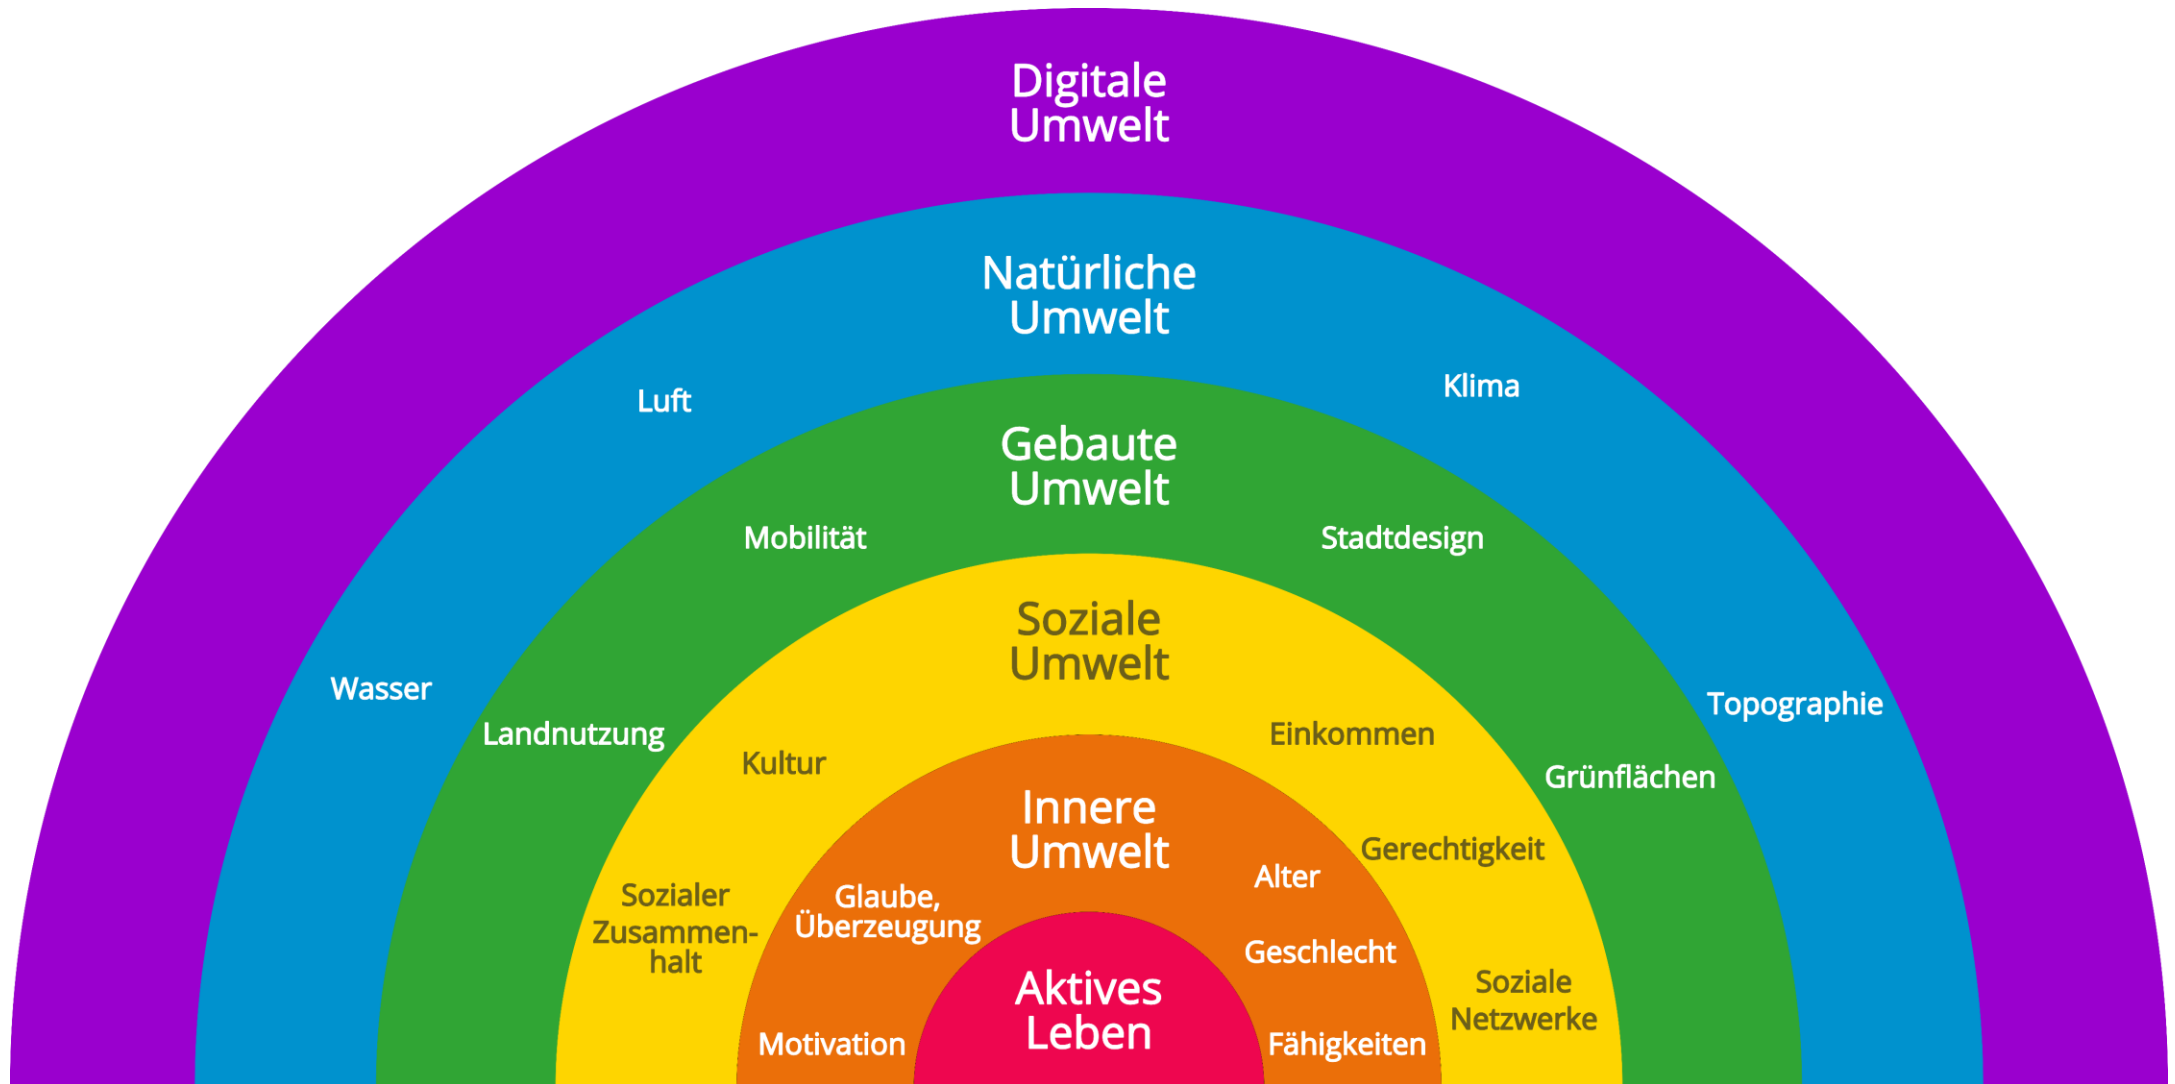 Digitale
Umwelt
Natürliche
Umwelt
Luft
Klima
Wasser
Topographie
Gebaute
Umwelt
Mobilität
Stadtdesign
Landnutzung
Grünflächen
Soziale
Umwelt
Kultur
Einkommen
Gerechtigkeit
Sozialer
Zusammen-
halt
Soziale
Netzwerke
Innere
Umwelt
Glaube,
Überzeugung
Alter
Geschlecht
Motivation
Fähigkeiten
Aktives
Leben